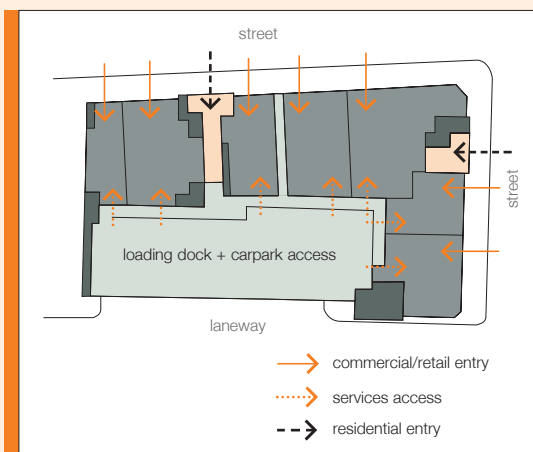 street
street
loading dock + carpark access
laneway
commercial/retail entry
services access
residential entry